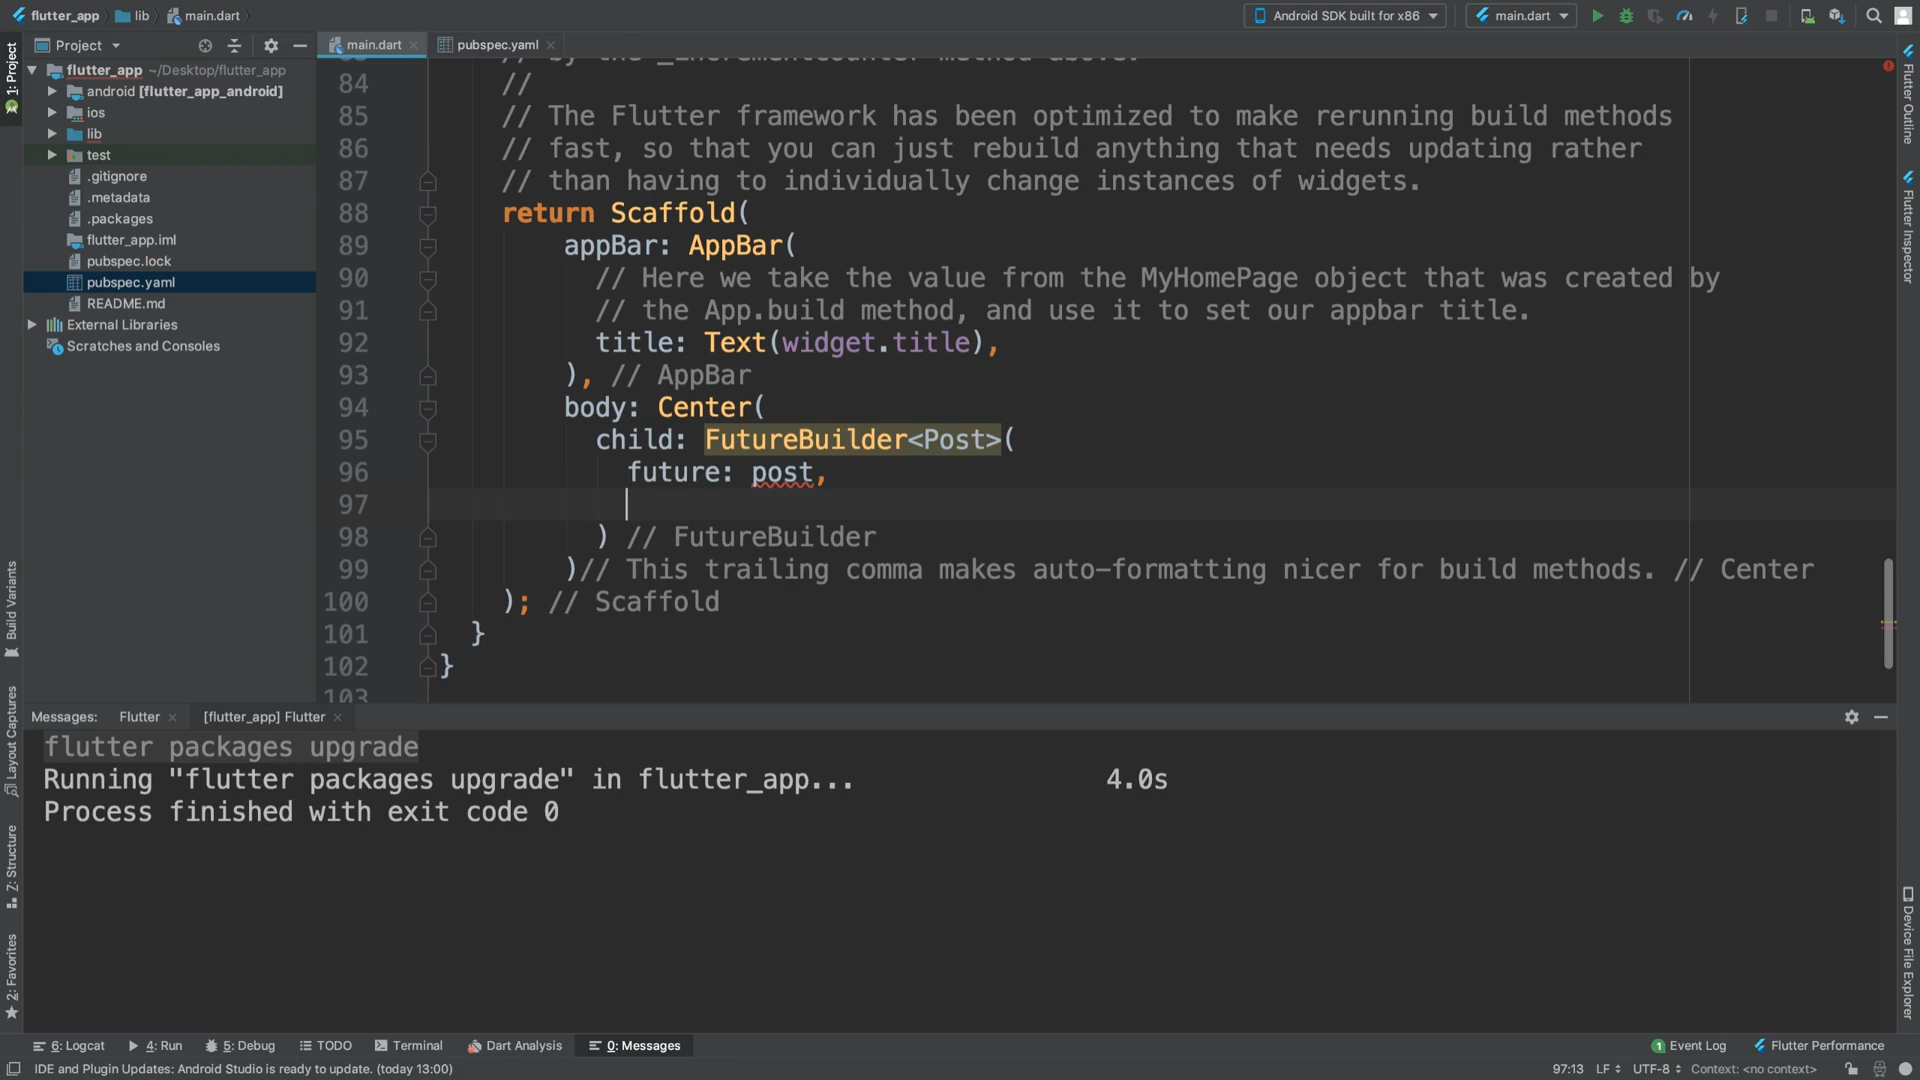 flutter_app
lib
main.dart
Android SDK built for x86
main.dart
Project
main.dart
pubspec.yaml
1: Project
flutter_app ~/Desktop/flutter_app
android [flutter_app_android]
ios
lib
test
.gitignore
.metadata
.packages
flutter_app.iml
pubspec.lock
pubspec.yaml
README.md
External Libraries
Scratches and Consoles
84 //
85 // The Flutter framework has been optimized to make rerunning build methods
86 // fast, so that you can just rebuild anything that needs updating rather
87 // than having to individually change instances of widgets.
88 return Scaffold(
89 appBar: AppBar(
90 // Here we take the value from the MyHomePage object that was created by
91 // the App.build method, and use it to set our appbar title.
92 title: Text(widget.title),
93 ), // AppBar
94 body: Center(
95 child: FutureBuilder<Post>(
96 future: post,
97
98 ) // FutureBuilder
99 )// This trailing comma makes auto-formatting nicer for build methods. // Center
100 ); // Scaffold
101 }
102 }
103
Flutter Outline
Flutter Inspector
Device File Explorer
Build Variants
Layout Captures
Z: Structure
2: Favorites
Messages: Flutter [flutter_app] Flutter
flutter packages upgrade
Running "flutter packages upgrade" in flutter_app... 4.0s
Process finished with exit code 0
6: Logcat 4: Run 5: Debug TODO Terminal Dart Analysis 0: Messages 1 Event Log Flutter Performance
IDE and Plugin Updates: Android Studio is ready to update. (today 13:00) 97:13 LF UTF-8 Context: <no context>